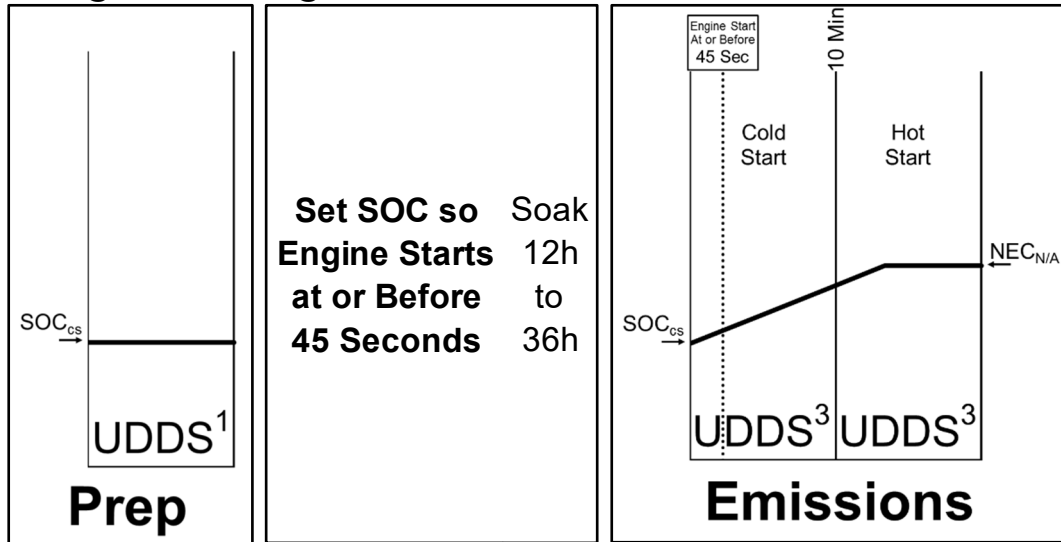 SOCcs
UDDS¹
Prep
Set SOC so
Engine Starts
at or Before
45 Seconds
Soak
12h
to
36h
Engine Start
At or Before
45 Sec
10 Min
Cold
Start
Hot
Start
NECN/A
SOCcs
UDDS³ UDDS³
Emissions